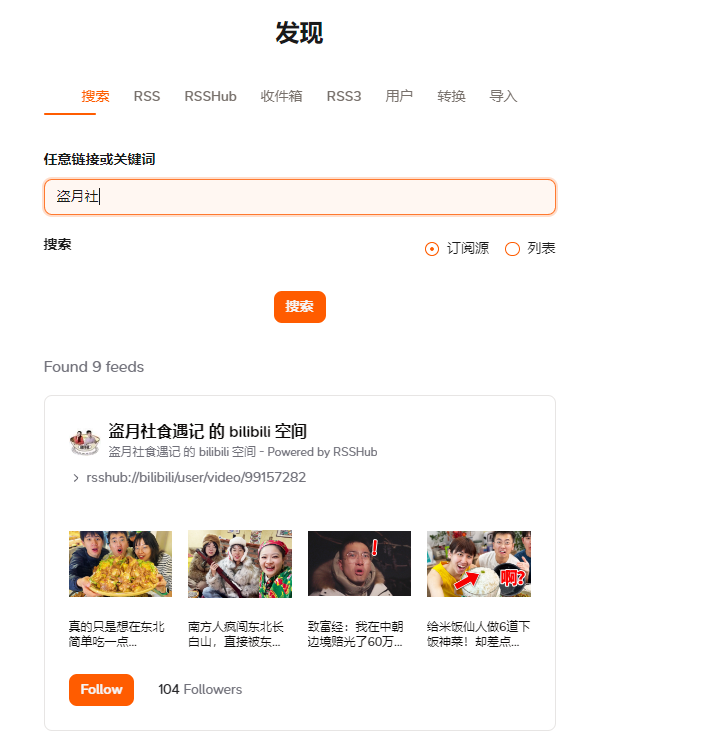 发现
搜索 RSS RSSHub 收件箱 RSS3 用户 转换 导入
任意链接或关键词
盗月社
搜索 订阅源 列表
搜索
Found 9 feeds
盗月社食遇记 的 bilibili 空间
盗月社食遇记 的 bilibili 空间 - Powered by RSSHub
rsshub://bilibili/user/video/99157282
!
啊?
真的只是想在东北
简单吃一点...
南方人疯闯东北长
白山，直接被东...
致富经：我在中朝
边境赔光了60万...
给米饭仙人做6道下
饭神菜！却差点...
Follow 104 Followers